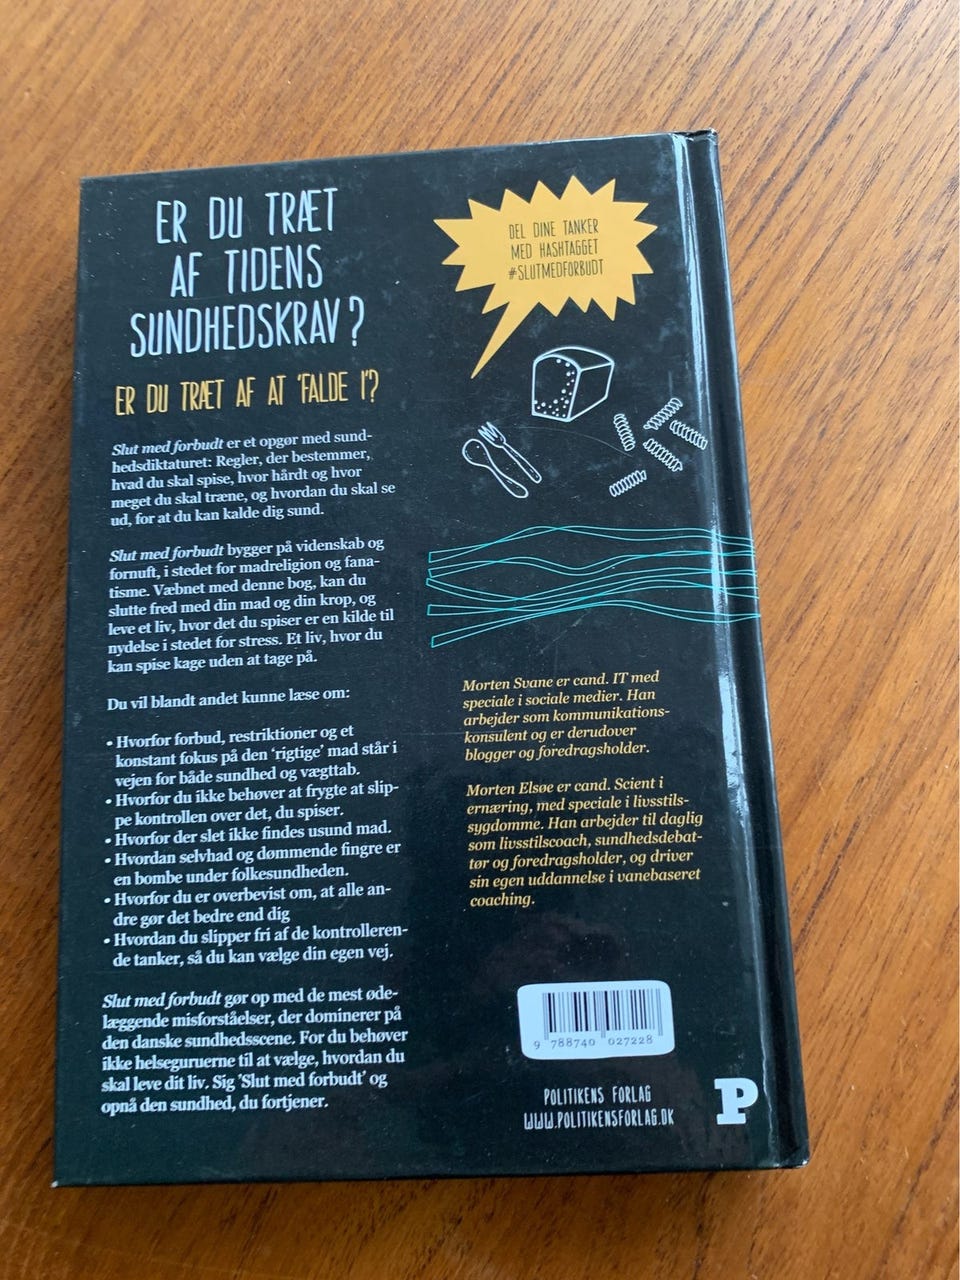 ER DU TRÆT
AF TIDENS
SUNDHEDSKRAV?
ER DU TRÆT AF AT 'FALDE I'?
Slut med forbudt er et opgør med sund-
hedsdiktaturet: Regler, der bestemmer,
hvad du skal spise, hvor hårdt og hvor
meget du skal træne, og hvordan du skal se
ud, for at du kan kalde dig sund.
Slut med forbudt bygger på videnskab og
fornuft, i stedet for madreligion og fana-
tisme. Væbnet med denne bog, kan du
slutte fred med din mad og din krop, og
leve et liv, hvor det du spiser er en kilde til
nydelse i stedet for stress. Et liv, hvor du
kan spise kage uden at tage på.
Du vil blandt andet kunne læse om:
• Hvorfor forbud, restriktioner og et
konstant fokus på den 'rigtige' mad står i
vejen for både sundhed og vægttab.
• Hvorfor du ikke behøver at frygte at slip-
pe kontrollen over det, du spiser.
• Hvorfor der slet ikke findes usund mad.
• Hvordan selvhad og dømmende fingre er
en bombe under folkesundheden.
• Hvorfor du er overbevist om, at alle an-
dre gør det bedre end dig
• Hvordan du slipper fri af de kontrolleren-
de tanker, så du kan vælge din egen vej.
Slut med forbudt gør op med de mest øde-
læggende misforståelser, der dominerer på
den danske sundhedsscene. For du behøver
ikke helseguruerne til at vælge, hvordan du
skal leve dit liv. Sig 'Slut med forbudt' og
opnå den sundhed, du fortjener.
DEL DINE TANKER
MED HASHTAGGET
#SLUTMEDFORBUDT
Morten Svane er cand. IT med
speciale i sociale medier. Han
arbejder som kommunikations-
konsulent og er derudover
blogger og foredragsholder.
Morten Elsøe er cand. Scient i
ernæring, med speciale i livsstils-
sygdomme. Han arbejder til daglig
som livsstilscoach, sundhedsdebat-
tør og foredragsholder, og driver
sin egen uddannelse i vanebaseret
coaching.
9 788740 027228
POLITIKENS FORLAG
WWW.POLITIKENSFORLAG.DK
P